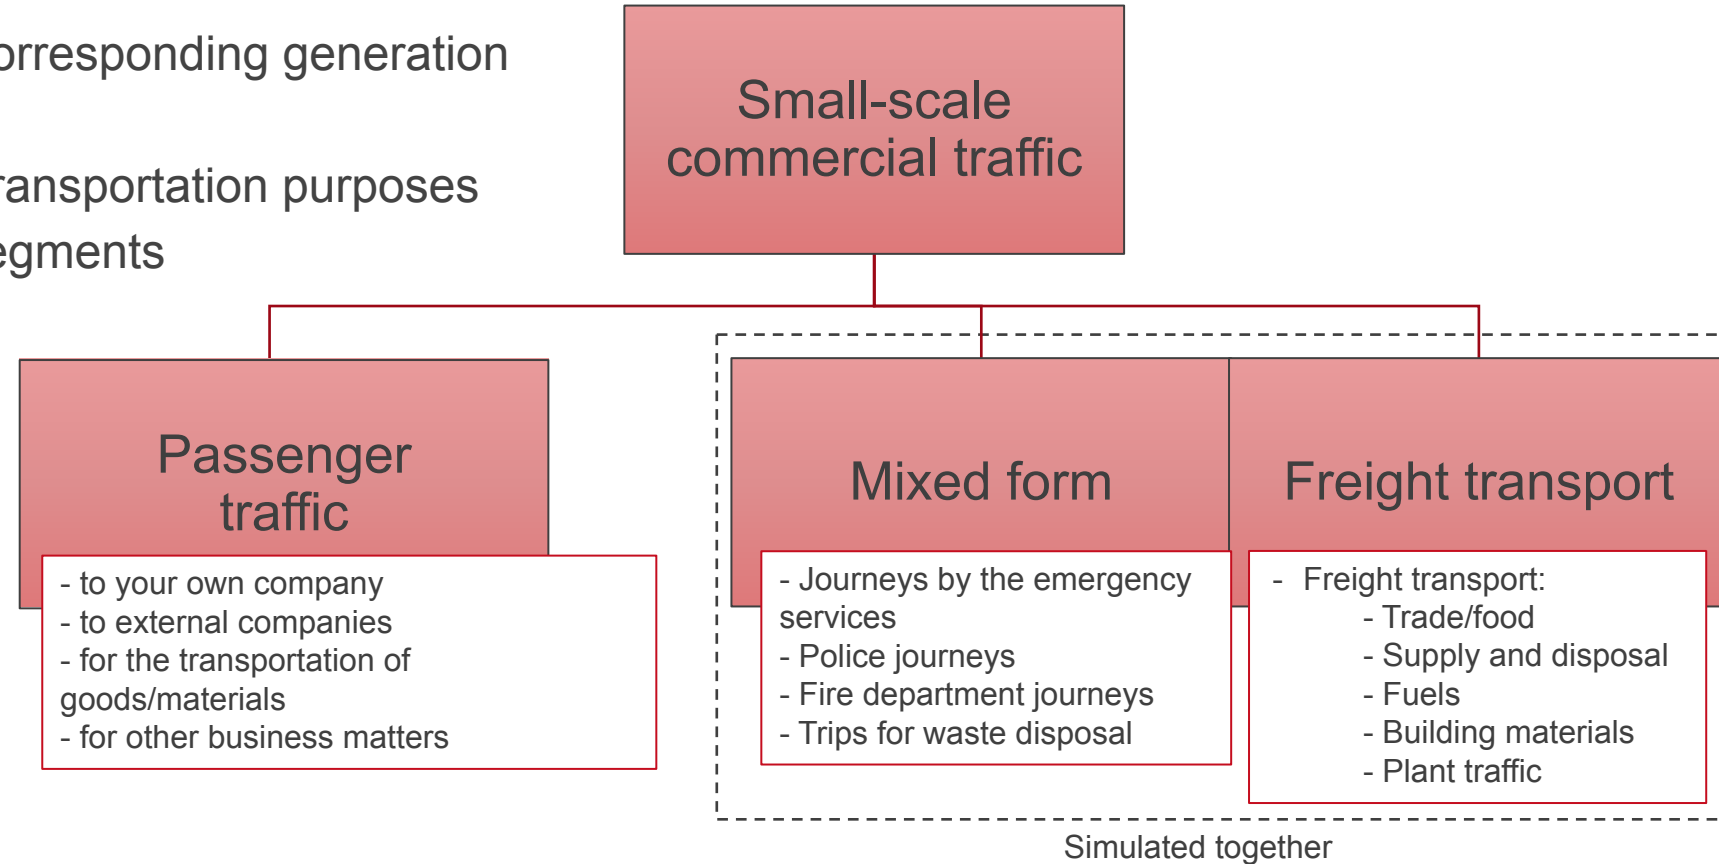 orresponding generation
ransportation purposes
egments
Small-scale
commercial traffic
Passenger
traffic
- to your own company
- to external companies
- for the transportation of
goods/materials
- for other business matters
Mixed form
- Journeys by the emergency
services
- Police journeys
- Fire department journeys
- Trips for waste disposal
Freight transport
- Freight transport:
- Trade/food
- Supply and disposal
- Fuels
- Building materials
- Plant traffic
Simulated together